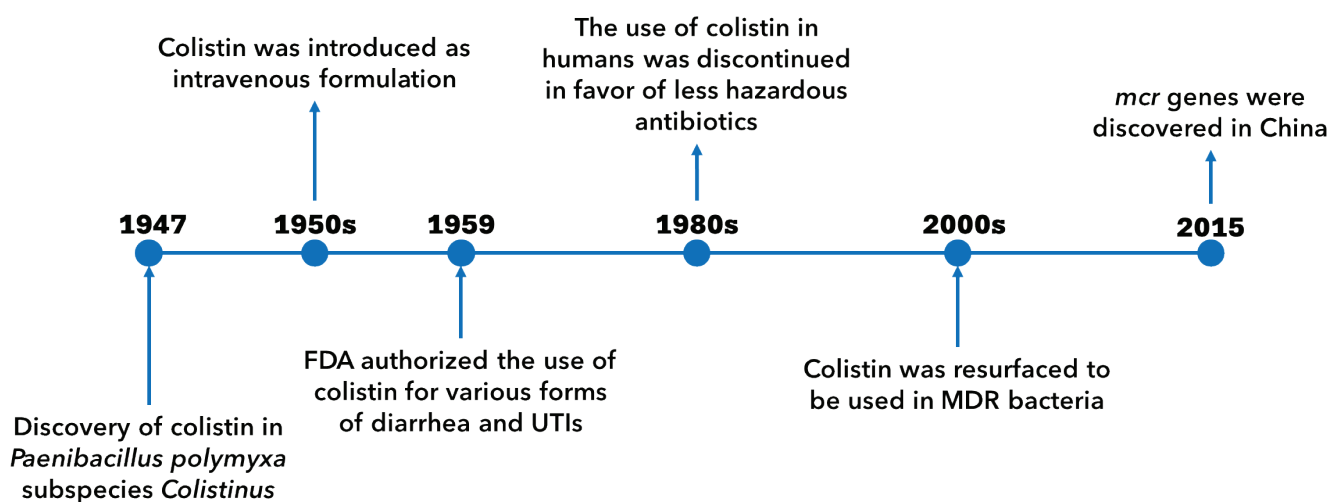 Colistin was introduced as
intravenous formulation
The use of colistin in
humans was discontinued
in favor of less hazardous
antibiotics
mcr genes were
discovered in China
1947
1950s
1959
1980s
2000s
2015
Discovery of colistin in
Paenibacillus polymyxa
subspecies Colistinus
FDA authorized the use of
colistin for various forms
of diarrhea and UTIs
Colistin was resurfaced to
be used in MDR bacteria